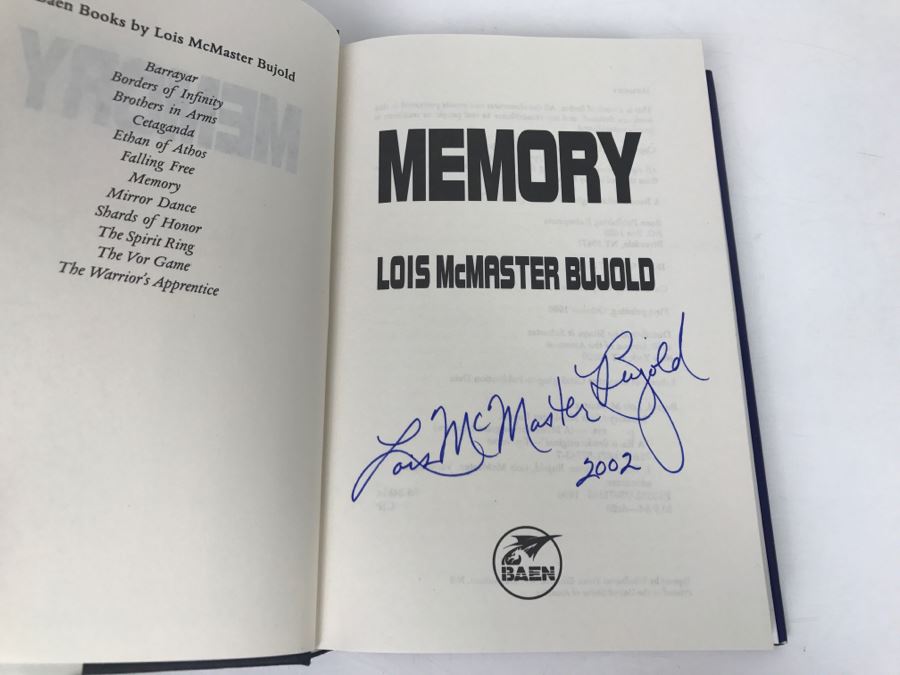 Baen Books by Lois McMaster Bujold
Barrayar
Borders of Infinity
Brothers in Arms
Cetaganda
Ethan of Athos
Falling Free
Memory
Mirror Dance
Shards of Honor
The Spirit Ring
The Vor Game
The Warrior's Apprentice
MEMORY
LOIS McMASTER BUJOLD
Lois McMaster Bujold
2002
BAEN